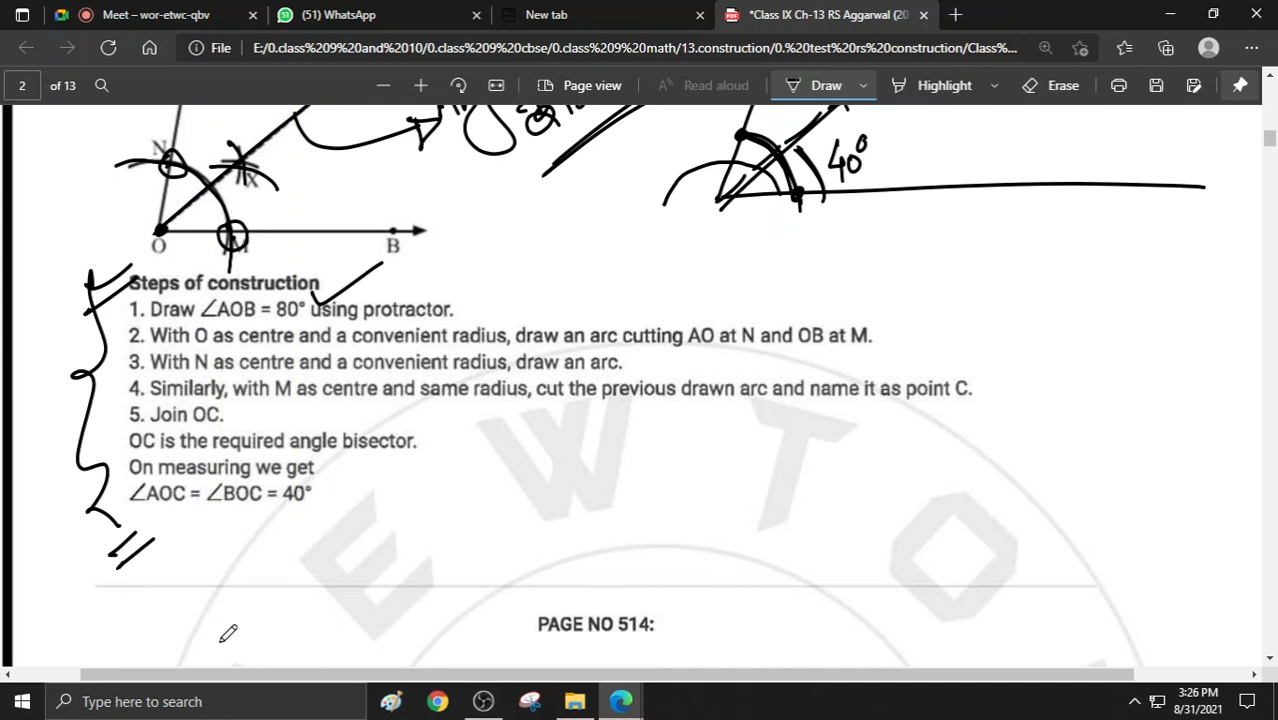 Meet – wor-etwc-qbv
(51) WhatsApp
New tab
*Class IX Ch-13 RS Aggarwal (20
File
E:/0.class%209%20and%2010/0.class%209%20cbse/0.class%209%20math/13.construction/0.%20test%20rs%20construction/Class%...
2 of 13
Page view
Read aloud
Draw
Highlight
Erase
N
X
40°
O M B
Steps of construction
1. Draw ∠AOB = 80° using protractor.
2. With O as centre and a convenient radius, draw an arc cutting AO at N and OB at M.
3. With N as centre and a convenient radius, draw an arc.
4. Similarly, with M as centre and same radius, cut the previous drawn arc and name it as point C.
5. Join OC.
OC is the required angle bisector.
On measuring we get
∠AOC = ∠BOC = 40°
E W T O
PAGE NO 514:
Type here to search
3:26 PM
8/31/2021